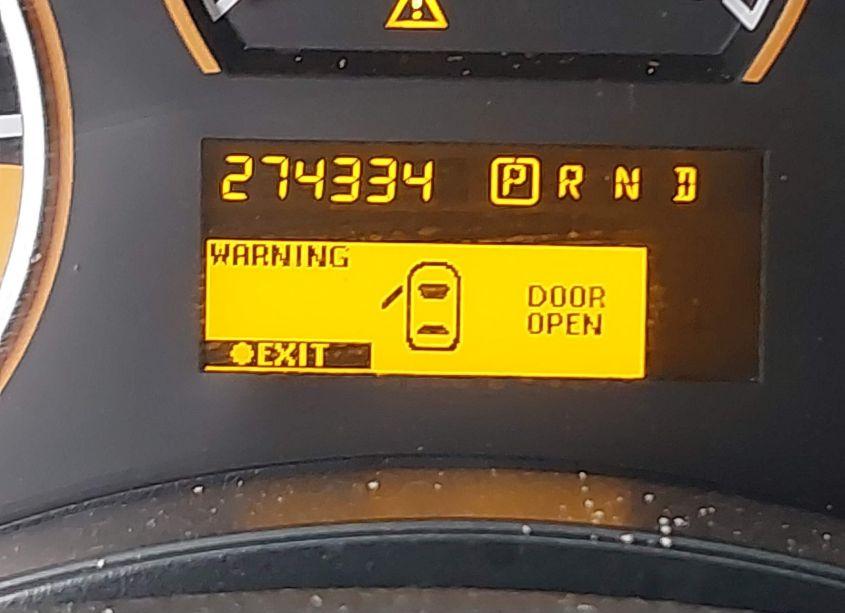 274334 P R N D
WARNING
DOOR
OPEN
EXIT